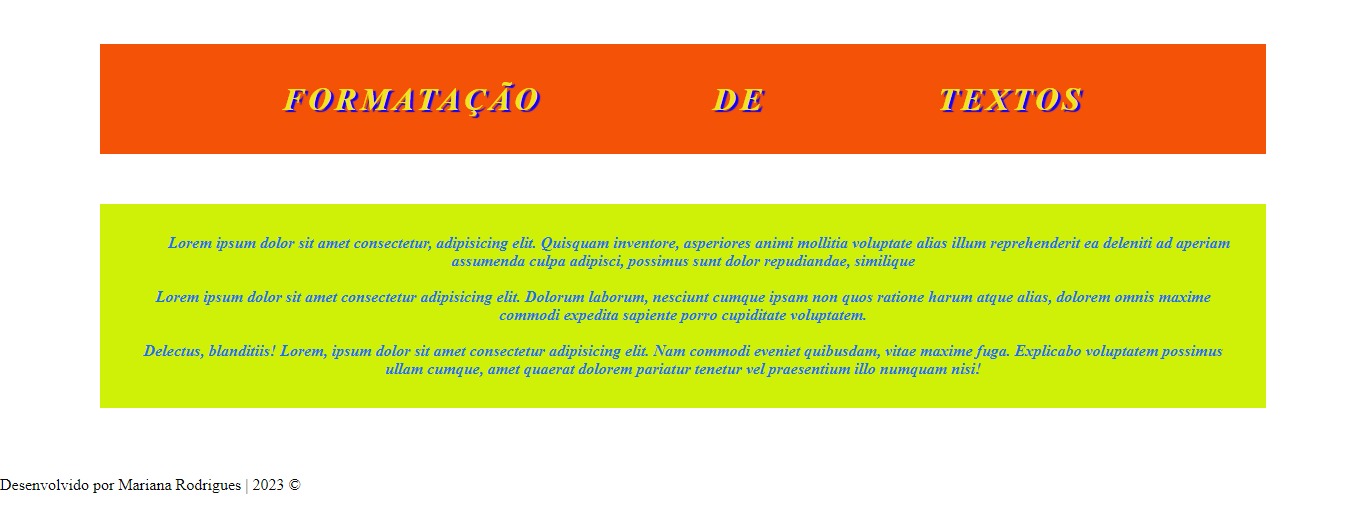 FORMATAÇÃO DE TEXTOS
Lorem ipsum dolor sit amet consectetur, adipisicing elit. Quisquam inventore, asperiores animi mollitia voluptate alias illum reprehenderit ea deleniti ad aperiam
assumenda culpa adipisci, possimus sunt dolor repudiandae, similique
Lorem ipsum dolor sit amet consectetur adipisicing elit. Dolorum laborum, nesciunt cumque ipsam non quos ratione harum atque alias, dolorem omnis maxime
commodi expedita sapiente porro cupiditate voluptatem.
Delectus, blanditiis! Lorem, ipsum dolor sit amet consectetur adipisicing elit. Nam commodi eveniet quibusdam, vitae maxime fuga. Explicabo voluptatem possimus
ullam cumque, amet quaerat dolorem pariatur tenetur vel praesentium illo numquam nisi!
Desenvolvido por Mariana Rodrigues | 2023 ©